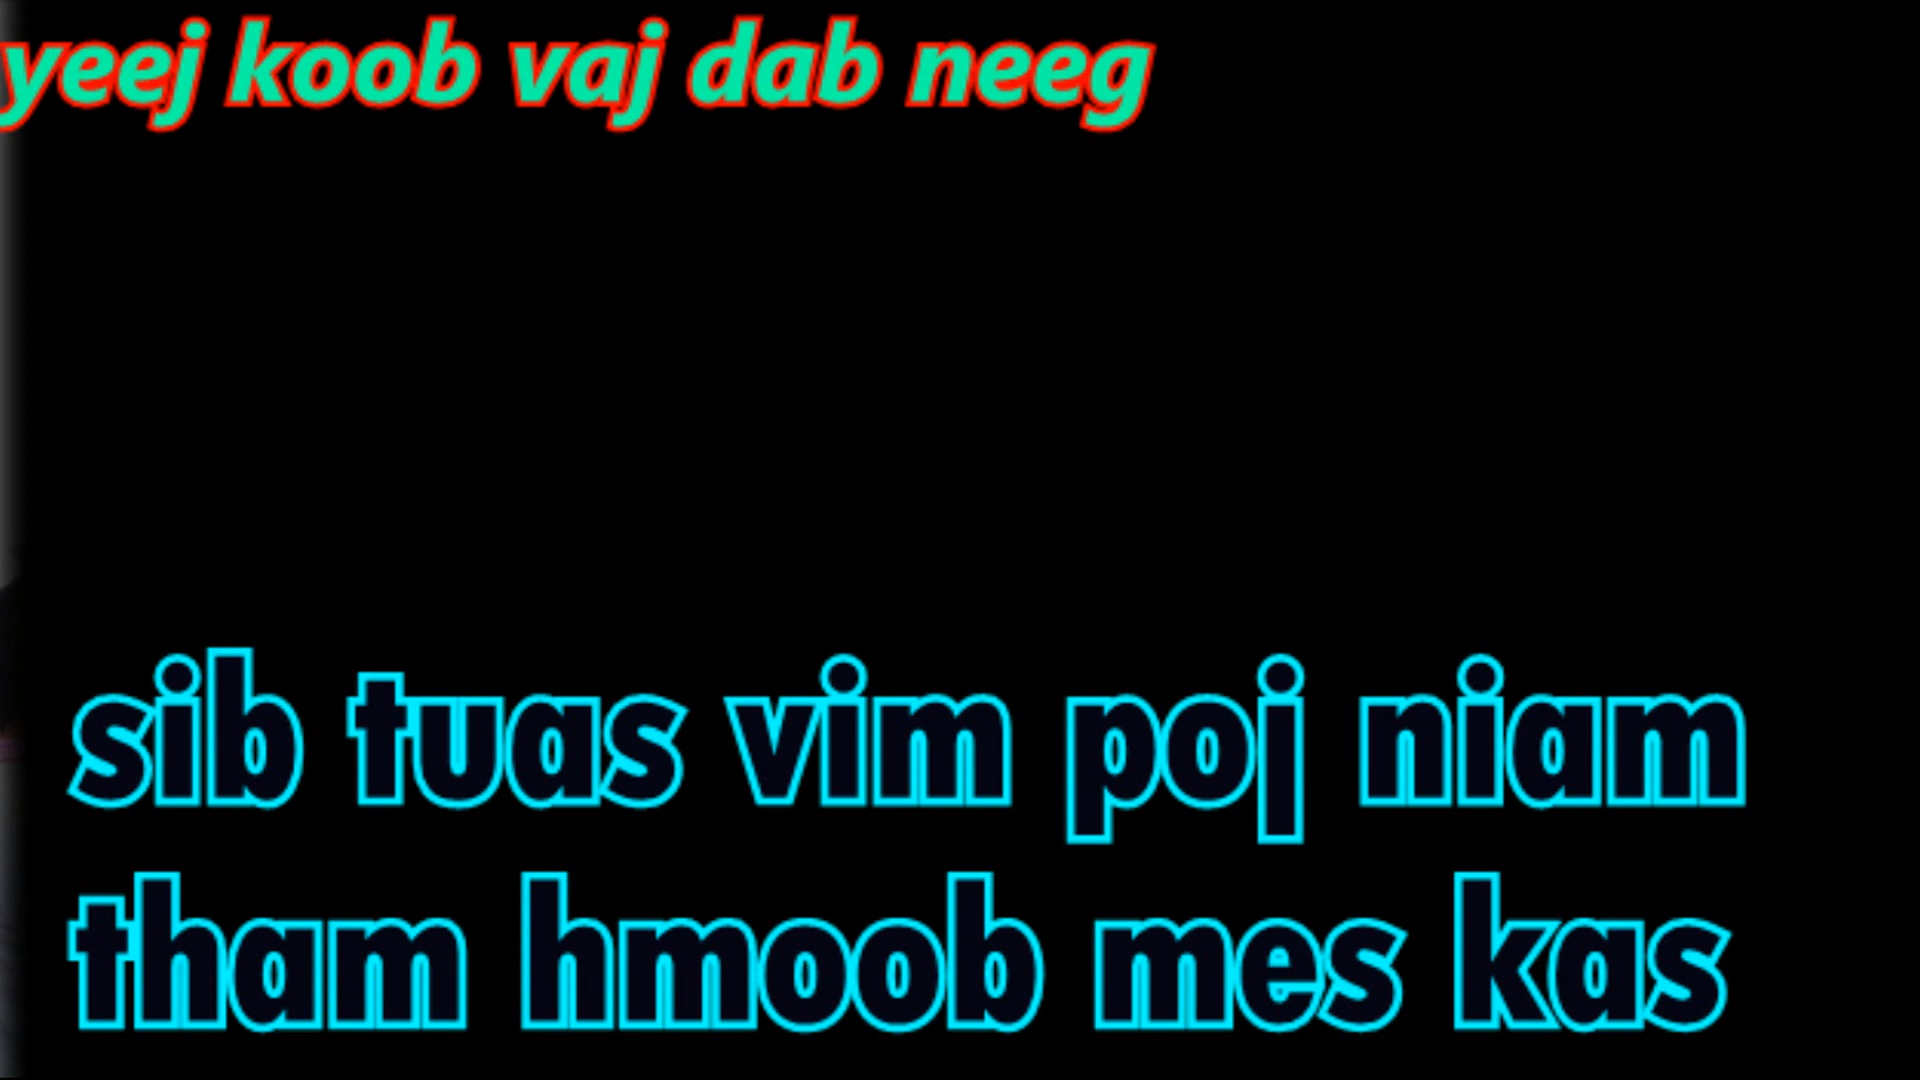 yeej koob vaj dab neeg
sib tuas vim poj niam
tham hmoob mes kas